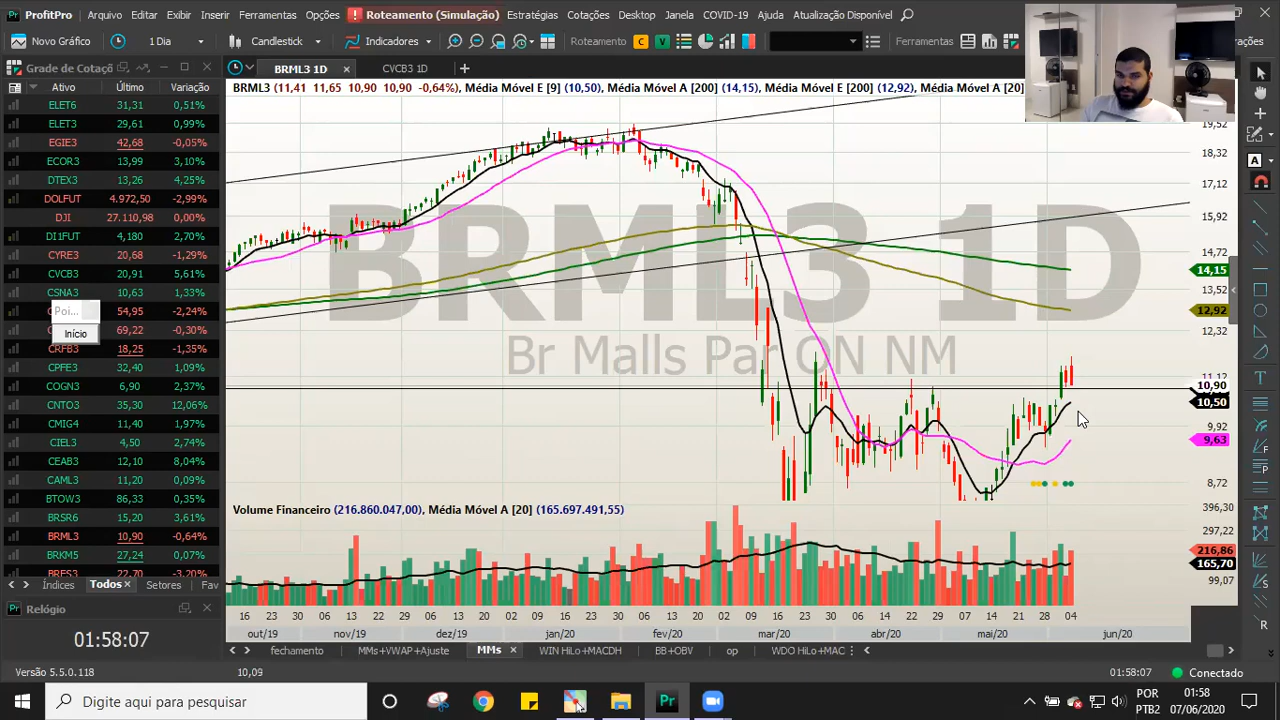 ProfitPro Arquivo Editar Exibir Inserir Ferramentas Opções Roteamento (Simulação) Estratégias Cotações Desktop Janela COVID-19 Ajuda Atualização Disponível
Novo Gráfico 1 Dia Candlestick Indicadores Roteamento C V Ferramentas
Grade de Cotaçõ
BRML3 1D CVCB3 1D
Ativo Último Variação
BRML3 (11,41 11,65 10,90 10,90 -0,64%), Média Móvel E [9] (10,50), Média Móvel A [200] (14,15), Média Móvel E [200] (12,92), Média Móvel A [20]
ELET6 31,31 0,51%
ELET3 29,61 0,99%
EGIE3 42,68 -0,05%
ECOR3 13,99 3,10%
DTEX3 13,26 4,25%
DOLFUT 4.972,50 -2,99%
DJI 27.110,98 0,00%
DI1FUT 4,180 2,70%
CYRE3 20,68 -1,29%
CVCB3 20,91 5,61%
CSNA3 10,63 1,33%
54,95 -2,24%
69,22 -0,30%
CRFB3 18,25 -1,35%
CPFE3 32,40 1,09%
COGN3 6,90 2,37%
CNTO3 35,30 12,06%
CMIG4 11,40 1,97%
CIEL3 4,50 2,74%
CEAB3 12,10 8,04%
CAML3 11,20 3,80%
BTOW3 86,33 0,35%
BRSR6 15,20 3,61%
BRML3 10,90 -0,64%
BRKM5 27,24 0,07%
BRFS3 22,70 -3,20%
Poi...
Início
Índices Todos Setores Fav
BRML3 1D
Br Malls Par ON NM
19,52
18,32
17,12
15,92
14,72
14,15
13,52
12,92
12,32
11,12
10,90
10,50
9,92
9,63
8,72
Volume Financeiro (216.860.047,00), Média Móvel A [20] (165.697.491,55)
396,30
297,22
216,86
165,70
99,07
16 23 30 06 13 22 29 06 13 20 30 08 15 22 29 06 13 20 02 09 16 23 30 06 14 22 29 07 14 21 28 04
out/19 nov/19 dez/19 jan/20 fev/20 mar/20 abr/20 mai/20 jun/20
fechamento MMs+VWAP+Ajuste MMs WIN HiLo+MACDH BB+OBV op WDO HiLo+MAC
Relógio
01:58:07
Versão 5.5.0.118 10,09 01:58:07 Conectado
Digite aqui para pesquisar
Pr
POR 01:58
PTB2 07/06/2020